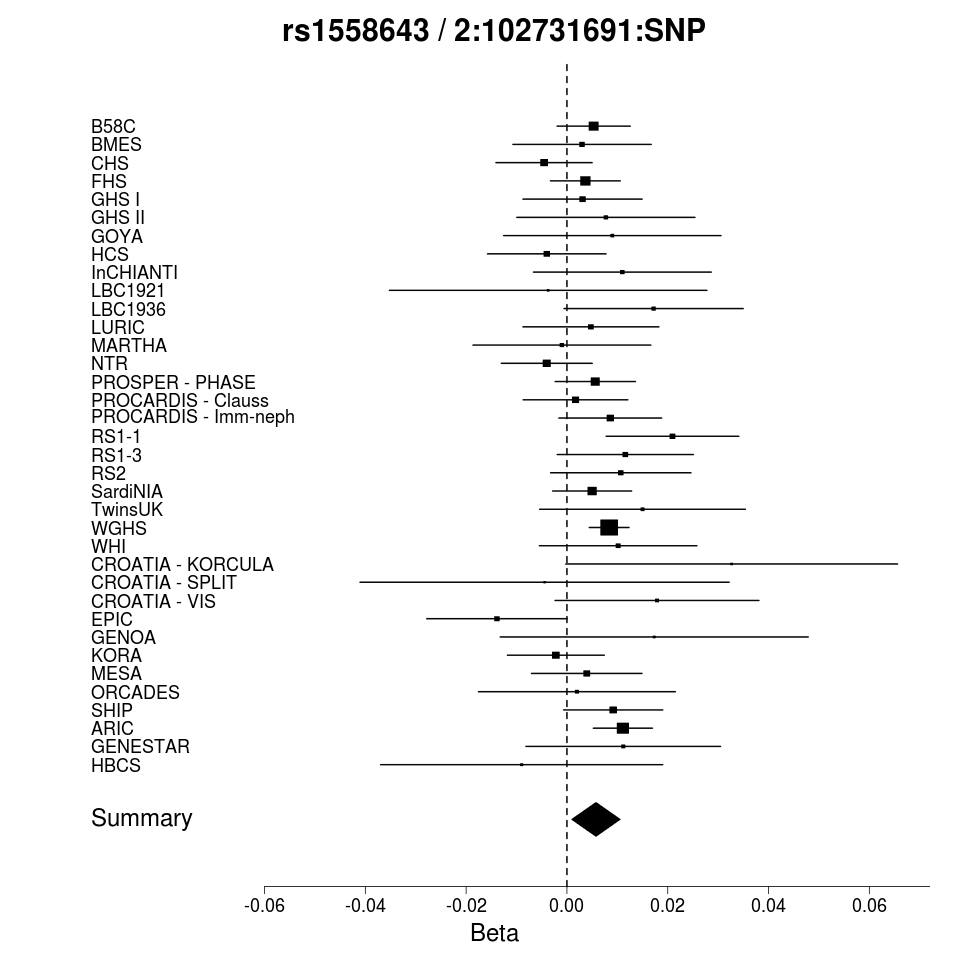 rs1558643 / 2:102731691:SNP
B58C
BMES
CHS
FHS
GHS I
GHS II
GOYA
HCS
InCHIANTI
LBC1921
LBC1936
LURIC
MARTHA
NTR
PROSPER - PHASE
PROCARDIS - Clauss
PROCARDIS - Imm-neph
RS1-1
RS1-3
RS2
SardiNIA
TwinsUK
WGHS
WHI
CROATIA - KORCULA
CROATIA - SPLIT
CROATIA - VIS
EPIC
GENOA
KORA
MESA
ORCADES
SHIP
ARIC
GENESTAR
HBCS
Summary
-0.06 -0.04 -0.02 0.00 0.02 0.04 0.06
Beta